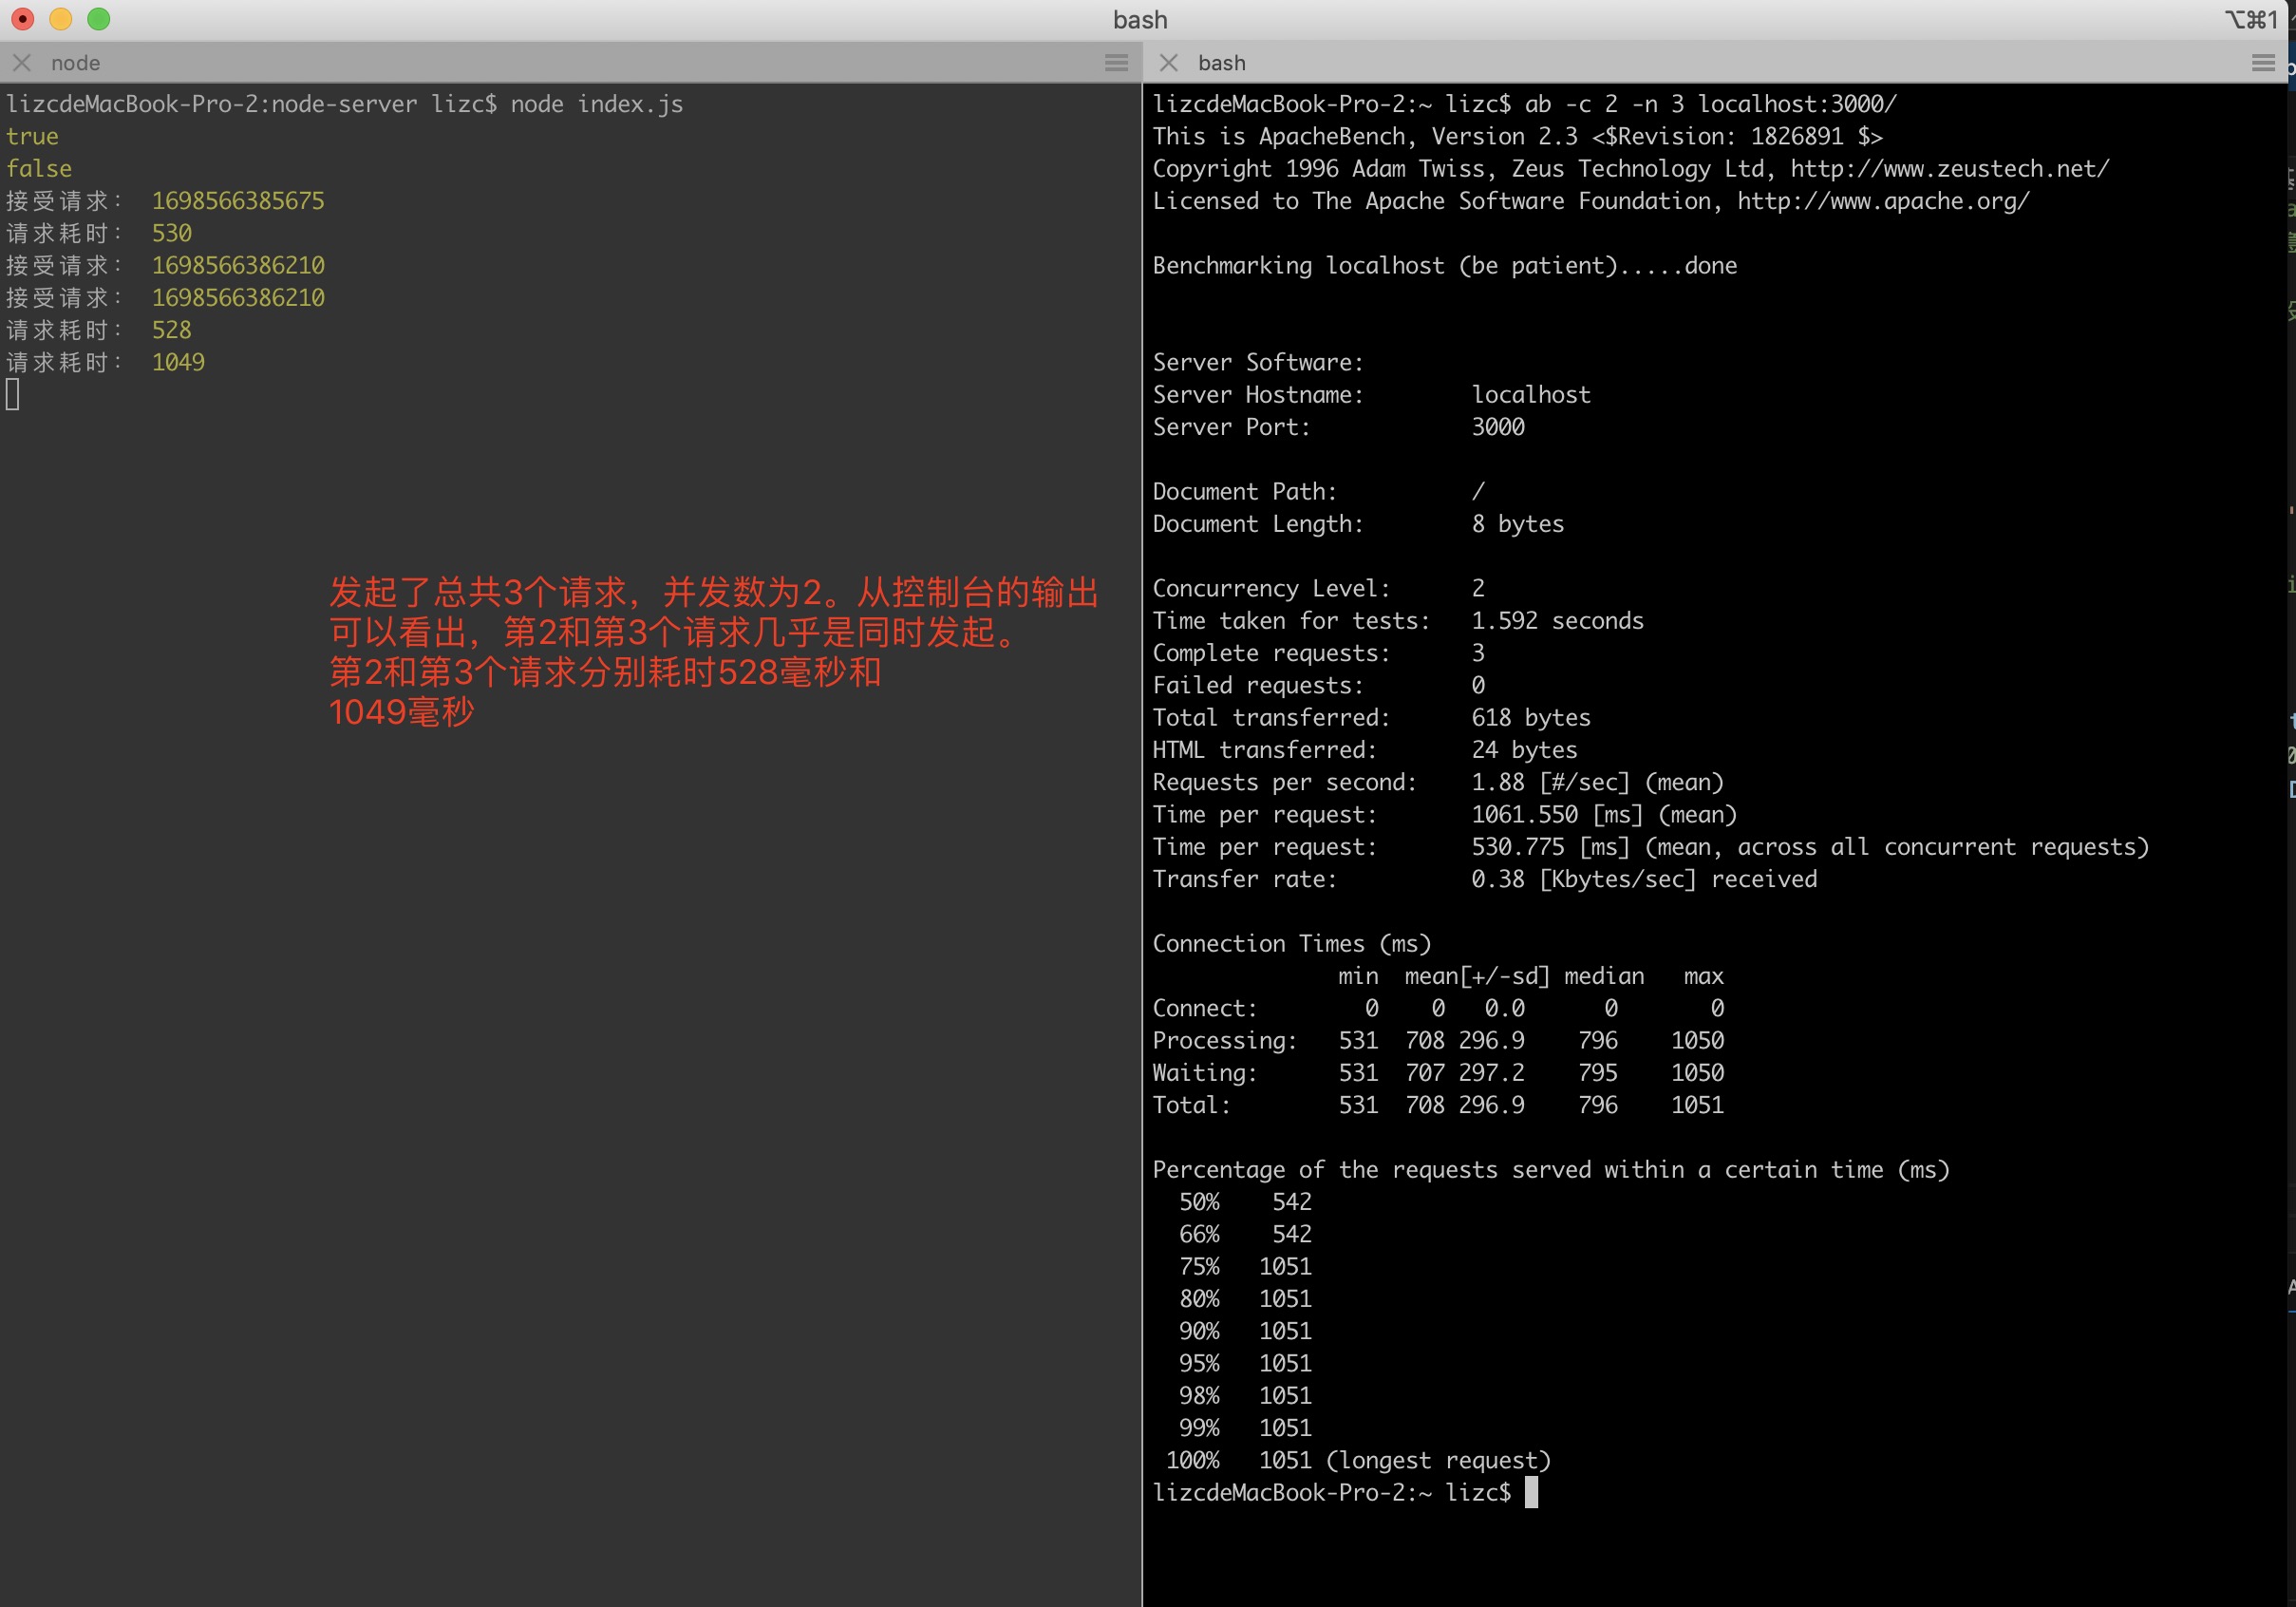 bash
⌥⌘1
node
lizcdeMacBook-Pro-2:node-server lizc$ node index.js
true
false
接受请求： 1698566385675
请求耗时： 530
接受请求： 1698566386210
接受请求： 1698566386210
请求耗时： 528
请求耗时： 1049
发起了总共3个请求，并发数为2。从控制台的输出
可以看出，第2和第3个请求几乎是同时发起。
第2和第3个请求分别耗时528毫秒和
1049毫秒
bash
lizcdeMacBook-Pro-2:~ lizc$ ab -c 2 -n 3 localhost:3000/
This is ApacheBench, Version 2.3 <$Revision: 1826891 $>
Copyright 1996 Adam Twiss, Zeus Technology Ltd, http://www.zeustech.net/
Licensed to The Apache Software Foundation, http://www.apache.org/
Benchmarking localhost (be patient).....done
Server Software:
Server Hostname: localhost
Server Port: 3000
Document Path: /
Document Length: 8 bytes
Concurrency Level: 2
Time taken for tests: 1.592 seconds
Complete requests: 3
Failed requests: 0
Total transferred: 618 bytes
HTML transferred: 24 bytes
Requests per second: 1.88 [#/sec] (mean)
Time per request: 1061.550 [ms] (mean)
Time per request: 530.775 [ms] (mean, across all concurrent requests)
Transfer rate: 0.38 [Kbytes/sec] received
Connection Times (ms)
min mean[+/-sd] median max
Connect: 0 0 0.0 0 0
Processing: 531 708 296.9 796 1050
Waiting: 531 707 297.2 795 1050
Total: 531 708 296.9 796 1051
Percentage of the requests served within a certain time (ms)
50% 542
66% 542
75% 1051
80% 1051
90% 1051
95% 1051
98% 1051
99% 1051
100% 1051 (longest request)
lizcdeMacBook-Pro-2:~ lizc$